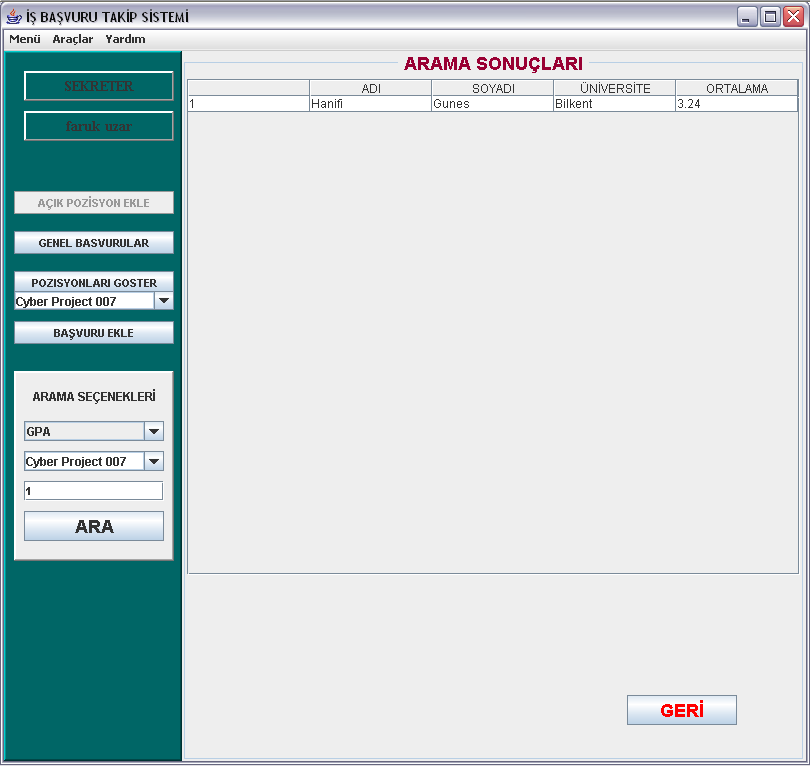 İŞ BAŞVURU TAKİP SİSTEMİ
Menü Araçlar Yardım
SEKRETER
faruk uzar
AÇIK POZİSYON EKLE
GENEL BASVURULAR
POZISYONLARI GOSTER
Cyber Project 007
BAŞVURU EKLE
ARAMA SEÇENEKLERİ
GPA
Cyber Project 007
1
ARA
ARAMA SONUÇLARI
ADI SOYADI ÜNİVERSİTE ORTALAMA
1 Hanifi Gunes Bilkent 3.24
GERİ